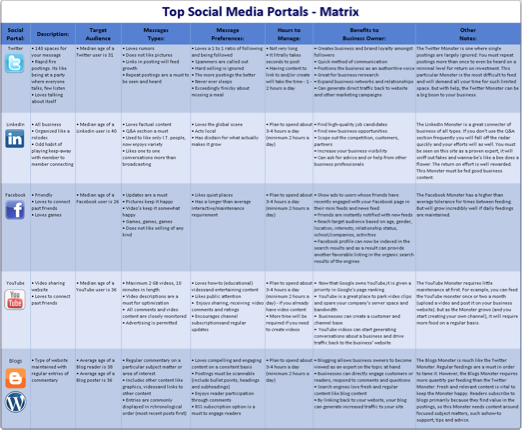 Top Social Media Portals - Matrix
Social
Portal:
Description:
Target
Audience
Messages
Types:
Message
Preferences:
Hours to
Manage:
Benefits to
Business Owner:
Other
Notes:
Twitter
• 140 spaces for
your message
• Rapid fire
postings. Its like
being at a party
where everyone
talks, few listen
• Loves talking
about itself
• Median age of a
Twitter user is 31
• Loves rumors
• Does not like pictures
• Links in posting will feed
growth
• Repeat postings are a must to
be seen and heard
• Loves a 1 to 1 ratio of following
and being followed
• Spammers are called out
• Hard selling is ignored
• The more postings the better
• Never ever sleeps
• Exceedingly finicky about
missing a meal
• Not very long
• It literally takes
seconds to post
• Having content to
link to and/or create
will take the time - 1
2 hours a day
• Create business and brand loyalty amongst
followers
• Quick method of communication
• Positions the business as an authoritative voice
• Great for business research
• Expand business networks and relationships
• Can generate direct traffic back to website
and other marketing campaigns
The Twitter Monster is one where single
postings are largely ignored. You must repeat
postings more than once to even be heard on a
minimal level for return on investment. This
particular Monster is the most difficult to feed
and will demand all your time for such limited
space. But with help, the Twitter Monster can
be a big boon to your business.
LinkedIn
• All business
• Organized like a
rolodex
• Odd habit of
playing keep-away
with member to
member connecting
• Median age of a
LinkedIn user is 40
• Loves factual content
• Q&A section is must
• Used to like only I.T. people,
now enjoys variety
• Likes one to one
conversations more than
broadcasting
• Loves the global scene
• Acts local
• Has disdain for what actually
makes it grow
• Plan to spend about
3-4 hours a day
(minimum 2 hours a
day)
• Find high-quality job candidates
• Find new business opportunities
• Scope out the competition, customers,
partners
• Increase your business visibility
• Can ask for advice and or help from other
business professionals
The LinkedIn Monster is a great connector
of business of all types. If you don't use the Q&A
section frequently you will fall off the radar
quickly and your efforts will as well. You must
be seen on this site as a proven expert, it will
sniff out fakes and wanna-be's like a bee does a
flower. The return on effort is well rewarded.
This Monster must be fed good business
content.
Facebook
• Friendly
• Loves to connect
past friends
• Loves games
• Median age of a
Facebook user is 26
• Updates are a must
• Pictures keep it happy
• Video's keep it somewhat
happy
• Games, games, games
• Does not like selling of any
kind
• Likes quiet places
• Has a longer than average
interactive/maintenance
requirement
• Plan to spend about
3-4 hours a day
(minimum 2 hours a
day)
• Show ads to users whose friends have
recently engaged with your Facebook page in
their mini feeds and news feed
• Friends are instantly notified with new feeds
• Reach target audience based on age, gender,
location, interests, relationship status,
school/companies, activities
• Facebook profile can now be indexed in the
search results and as a result can provide
another favorable listing in the organic search
results of the engines
The Facebook Monster has a higher than
average tolerance for times between feeding
but will grow incredibly well if daily feedings
are maintained.
YouTube
• Video sharing
website
• Loves to connect
past friends
• Average age of a
YouTube user is 36
• Maximum 2 GB videos, 10
minutes in length
• Video descriptions are a
must for optimization
• All comments and video
content are closely monitored
• Advertising is permitted
• Loves how-to (educational)
videos and entertaining content
• Likes public attention
• Enjoys sharing, receiving video
comments and ratings
• Encourages channel
subscription and regular
updates
• Plan to spend about
3-4 hours a day
(minimum 2 hours a
day) - if you already
have video content
• More time will be
required if you need
to create videos
• Now that Google owns YouTube, it is given a
priority in Google's page ranking
• YouTube is a great place to park video clips
and spare your company's server space and
bandwidth
• Businesses can create a customer and
channel base
• YouTube videos can start generating
conversations about a business and drive
traffic back to the business' website
The YouTube Monster requires little
maintenance at first. For example, you can feed
the YouTube monster once or two a month
(upload a video and post it on your business
website), but as the Monster grows (and you
start creating your own channel), it will require
more food on a regular basis.
Blogs
• Type of website
maintained with
regular entries of
commentary
• Average age of a
Blog reader is 38
• Average age of a
Blog poster is 36
• Regular commentary on a
particular subject matter or
area of interest
• Includes other content like
graphics, videos and links to
other content
• Entries are commonly
displayed in chronological
order (most recent posts first)
• Loves compelling and engaging
content on a constant basis
• Postings must be scannable
(include bullet points, headings
and subheadings)
• Enjoys reader participation
through comments
• RSS subscription option is a
must to engage readers
• Plan to spend about
3-4 hours a day
(minimum 2 hours a
day)
• Blogging allows business owners to become
viewed as an expert on the topic at hand
• Businesses can directly engage customers or
readers, respond to comments and questions
• Search engines love fresh and regular
content like blog content
• By linking back to your website, your blog
can generate increased traffic to your site
The Blogs Monster is much like the Twitter
Monster. Regular feedings are a must in order
to tame it. However, the Blog Monster requires
more quantity per feeding than the Twitter
Monster. Fresh and relevant content is vital to
keep the Monster happy. Readers subscribe to
blogs primarily because they find value in the
postings, so this Monster needs content around
focused subject matters, such as how-to
support, tips and advice.